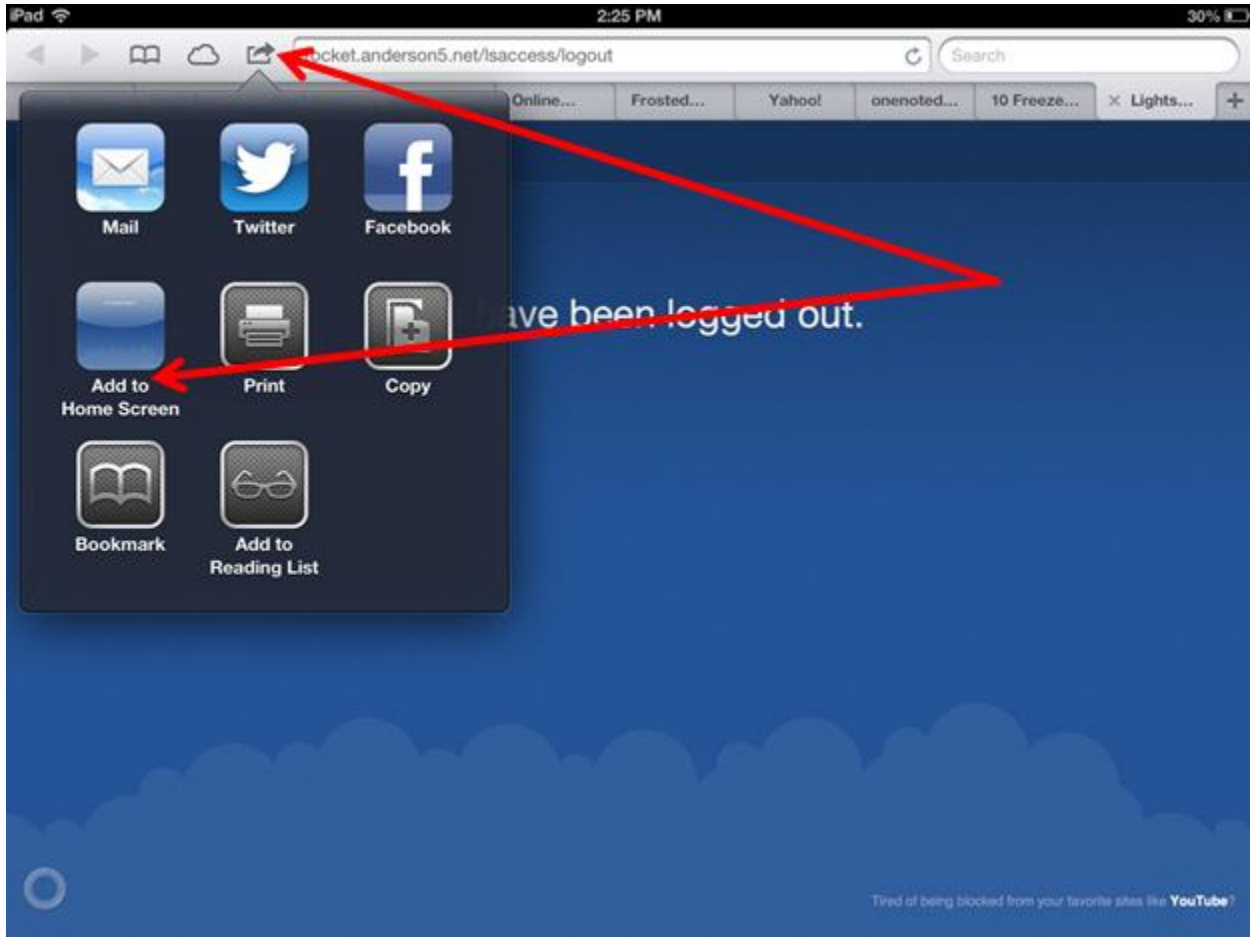 iPad 2:25 PM 30%
ocket.anderson5.net/lsaccess/logout Search
Online... Frosted... Yahoo! onenoted... 10 Freeze... × Lights... +
Mail Twitter Facebook
have been logged out.
Add to
Home Screen
Print Copy
Bookmark
Add to
Reading List
Tired of being blocked from your favorite sites like YouTube?